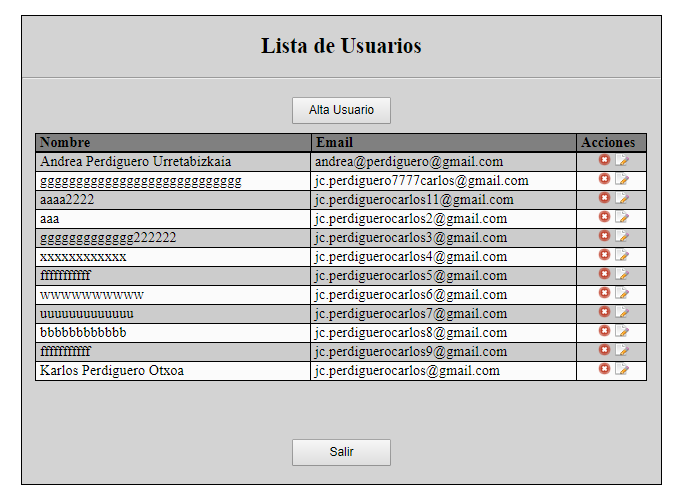 Lista de Usuarios
Alta Usuario
Nombre Email Acciones
Andrea Perdiguero Urretabizkaia andrea@perdiguero@gmail.com
gggggggggggggggggggggggggggg jc.perdiguero7777carlos@gmail.com
aaaa2222 jc.perdiguerocarlos11@gmail.com
aaa jc.perdiguerocarlos2@gmail.com
ggggggggggggg222222 jc.perdiguerocarlos3@gmail.com
xxxxxxxxxxxx jc.perdiguerocarlos4@gmail.com
fffffffffff jc.perdiguerocarlos5@gmail.com
wwwwwwwwww jc.perdiguerocarlos6@gmail.com
uuuuuuuuuuuuu jc.perdiguerocarlos7@gmail.com
bbbbbbbbbbbb jc.perdiguerocarlos8@gmail.com
fffffffffff jc.perdiguerocarlos9@gmail.com
Karlos Perdiguero Otxoa jc.perdiguerocarlos@gmail.com
Salir